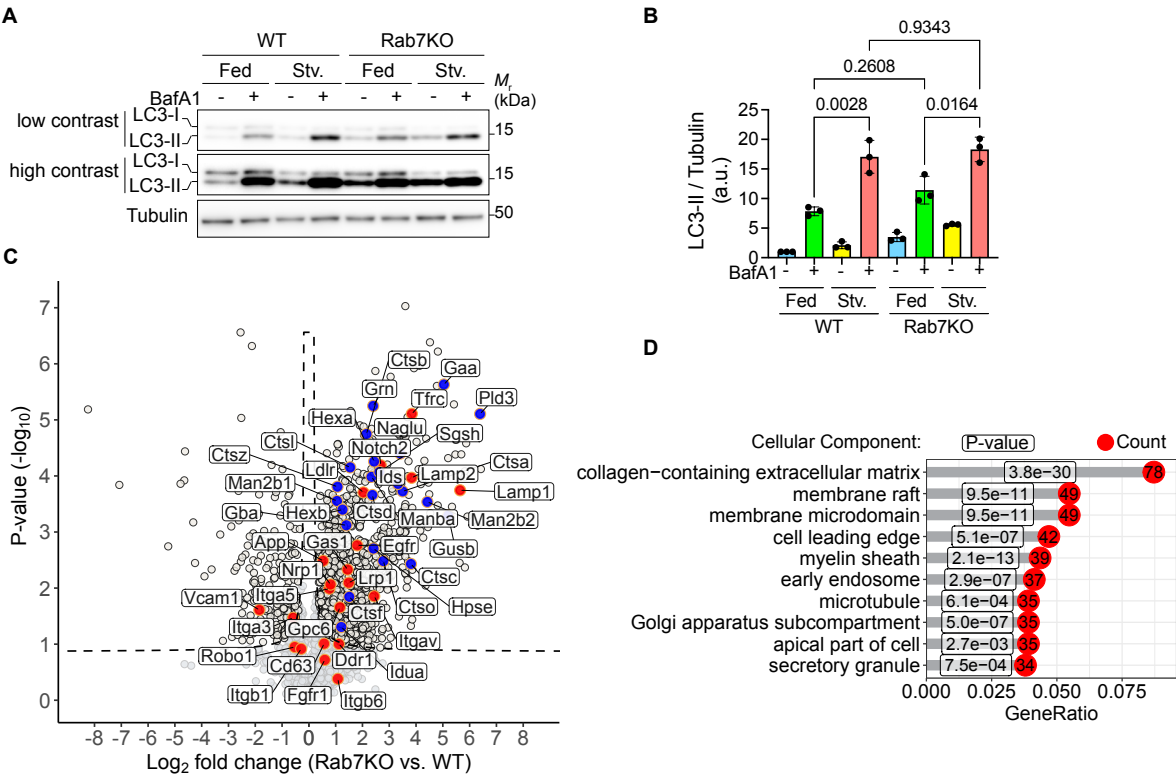 A
WT Rab7KO
Fed Stv. Fed Stv.
Mr
(kDa)
BafA1 - + - + - + - +
low contrast
LC3-I
LC3-II
15
high contrast
LC3-I
LC3-II
15
Tubulin
50
B
0.9343
0.2608
0.0028 0.0164
LC3-II / Tubulin
(a.u.)
25
20
15
10
5
0
BafA1 - + - + - + - +
Fed Stv. Fed Stv.
WT Rab7KO
C
P-value (-log10)
7
6
5
4
3
2
1
0
Ctsb
Gaa
Grn
Tfrc
Pld3
Hexa
Naglu
Sgsh
Ctsl
Notch2
Ctsz
Ldlr
Ids
Lamp2
Ctsa
Man2b1
Lamp1
Gba
Hexb
Ctsd
Manba
Man2b2
App
Gas1
Egfr
Gusb
Nrp1
Lrp1
Ctsc
Vcam1
Itga5
Ctso
Hpse
Ctsf
Itga3
Gpc6
Itgav
Robo1
Cd63
Ddr1
Idua
Itgb1
Fgfr1
Itgb6
-8 -7 -6 -5 -4 -3 -2 -1 0 1 2 3 4 5 6 7 8
Log2 fold change (Rab7KO vs. WT)
D
Cellular Component: P-value Count
collagen−containing extracellular matrix 3.8e−30 78
membrane raft 9.5e−11 49
membrane microdomain 9.5e−11 49
cell leading edge 5.1e−07 42
myelin sheath 2.1e−13 39
early endosome 2.9e−07 37
microtubule 6.1e−04 35
Golgi apparatus subcompartment 5.0e−07 35
apical part of cell 2.7e−03 35
secretory granule 7.5e−04 34
0.000 0.025 0.050 0.075
GeneRatio